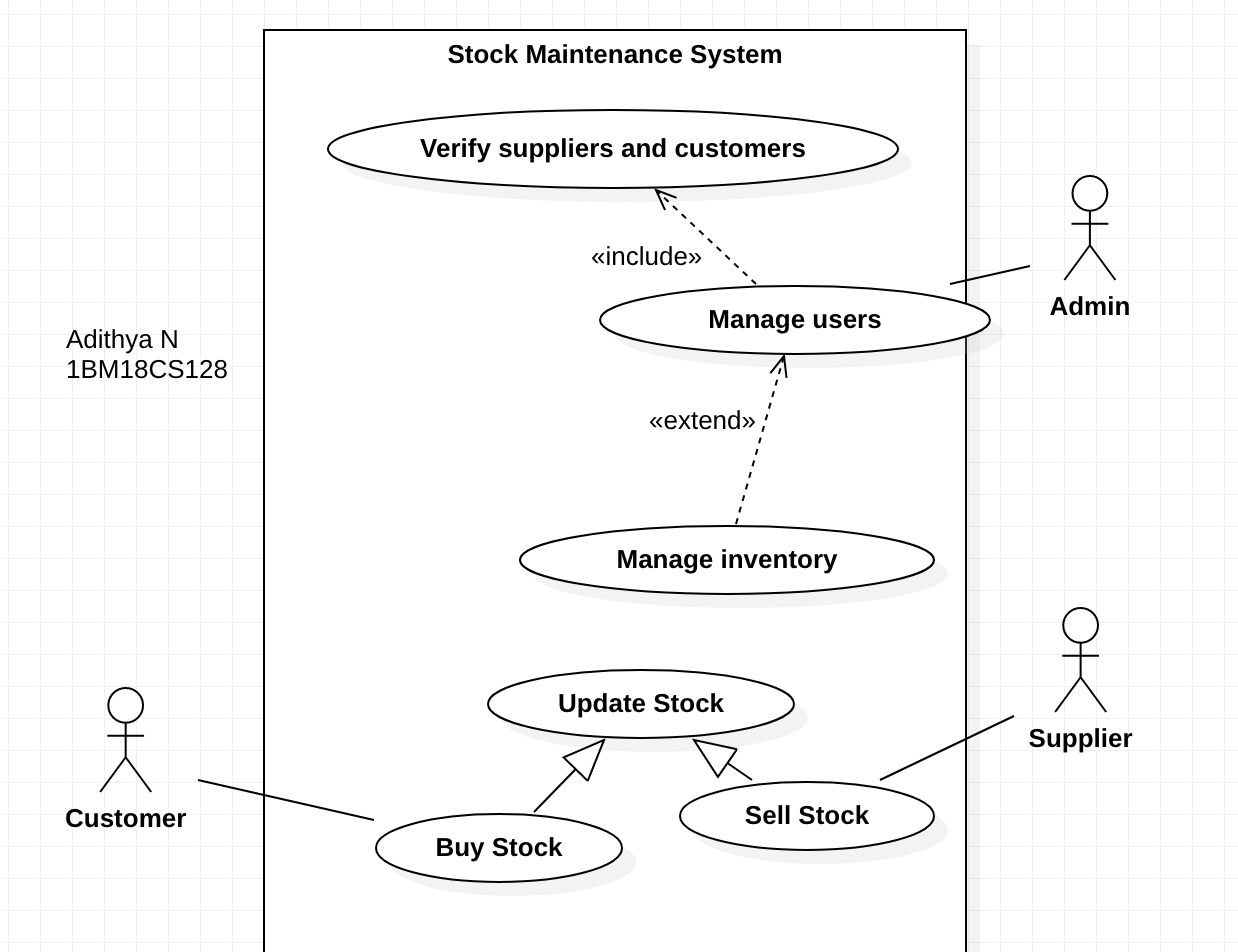 Stock Maintenance System
Verify suppliers and customers
«include»
Manage users
Admin
Adithya N
1BM18CS128
«extend»
Manage inventory
Update Stock
Supplier
Customer
Sell Stock
Buy Stock